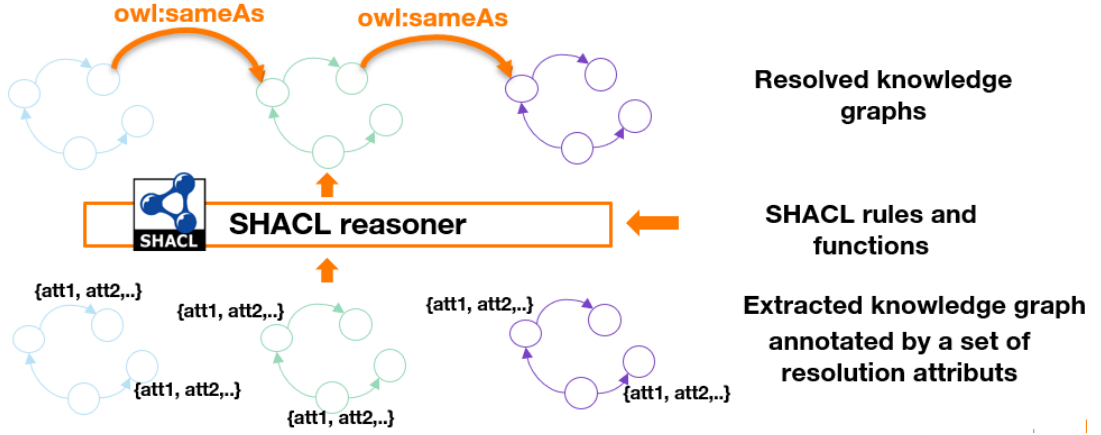 owl:sameAs
owl:sameAs
Resolved knowledge
graphs
SHACL
SHACL reasoner
SHACL rules and
functions
{att1, att2,..}
{att1, att2,..}
{att1, att2,..}
Extracted knowledge graph
annotated by a set of
resolution attributs
{att1, att2,..}
{att1, att2,..}
{att1, att2,..}